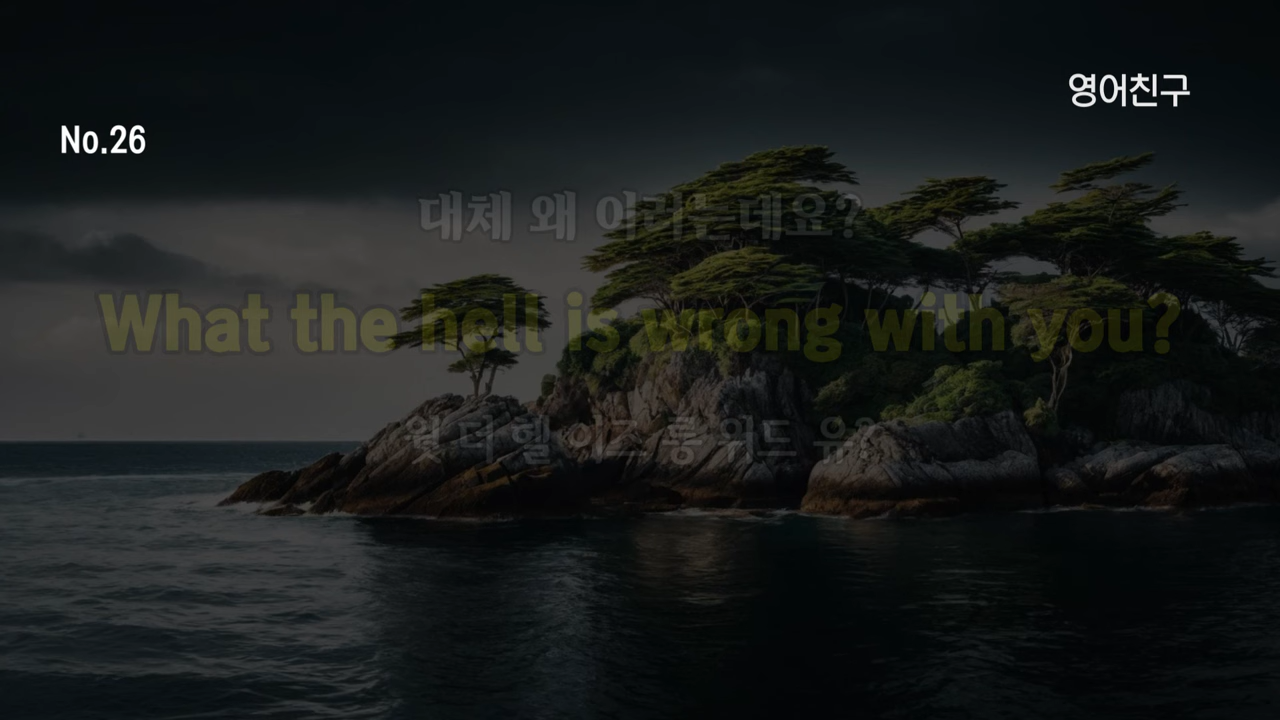 영어친구
No.26
대체 왜 이러는데요?
What the hell is wrong with you?
왓 더 헬 이즈 롱 위드 유?